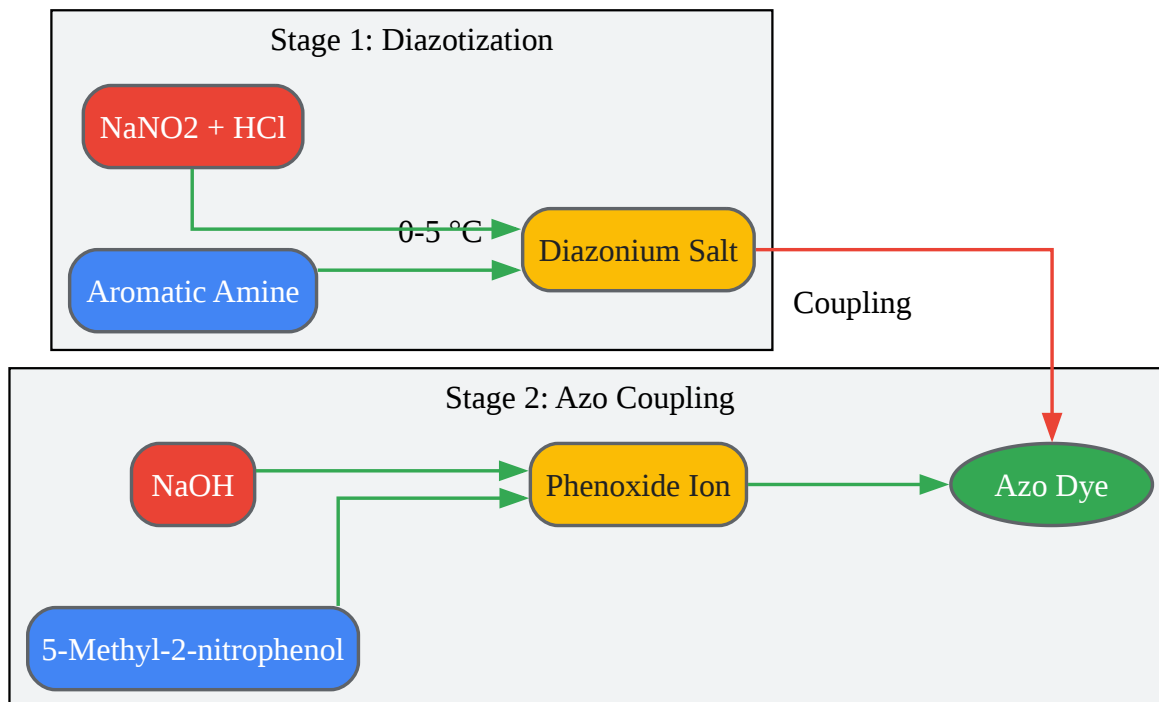 Stage 1: Diazotization
NaNO2 + HCl
0-5 °C
Aromatic Amine
Diazonium Salt
Coupling
Stage 2: Azo Coupling
NaOH
Phenoxide Ion
Azo Dye
5-Methyl-2-nitrophenol